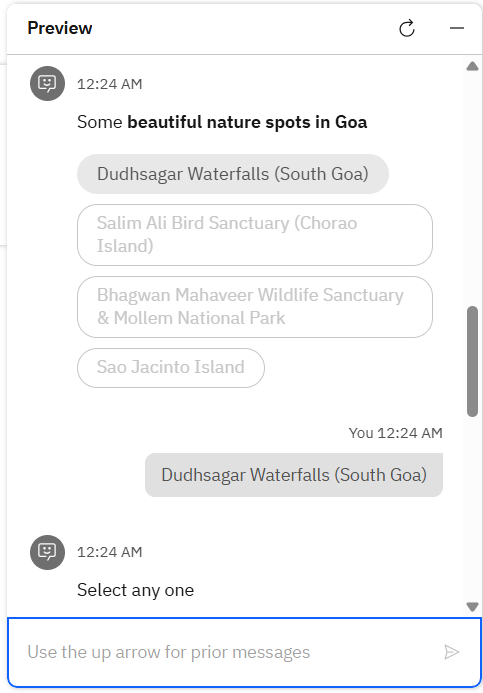 Preview
12:24 AM
Some beautiful nature spots in Goa
Dudhsagar Waterfalls (South Goa)
Salim Ali Bird Sanctuary (Chorao
Island)
Bhagwan Mahaveer Wildlife Sanctuary
& Mollem National Park
Sao Jacinto Island
You 12:24 AM
Dudhsagar Waterfalls (South Goa)
12:24 AM
Select any one
Use the up arrow for prior messages